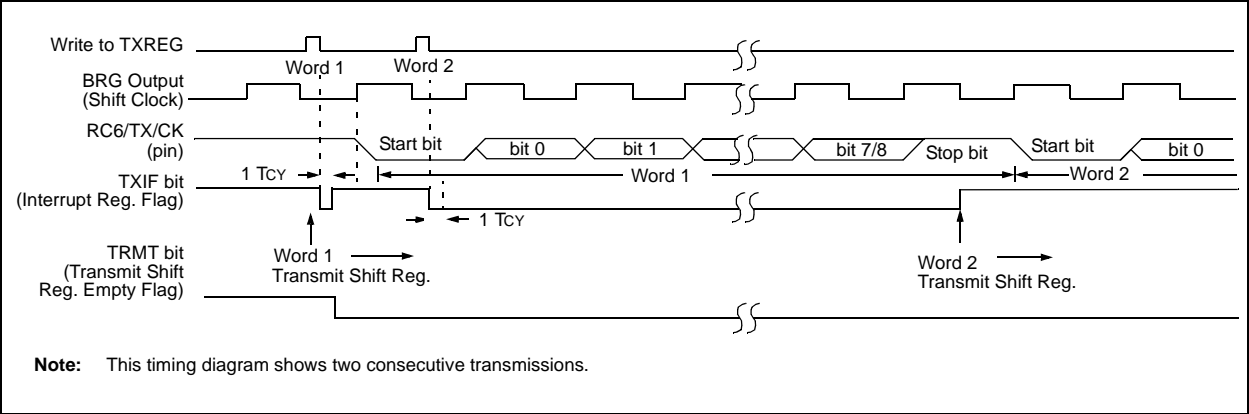 Write to TXREG
Word 1
Word 2
BRG Output
(Shift Clock)
RC6/TX/CK
(pin)
Start bit
bit 0
bit 1
bit 7/8
Stop bit
Start bit
bit 0
1 TCY
Word 1
Word 2
TXIF bit
(Interrupt Reg. Flag)
1 TCY
Word 1
Transmit Shift Reg.
Word 2
Transmit Shift Reg.
TRMT bit
(Transmit Shift
Reg. Empty Flag)
Note: This timing diagram shows two consecutive transmissions.